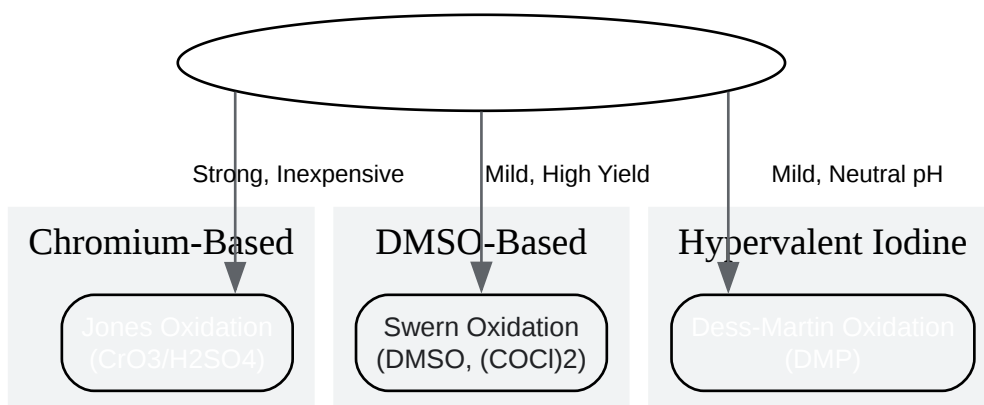 Strong, Inexpensive
Mild, High Yield
Mild, Neutral pH
Chromium-Based
DMSO-Based
Hypervalent Iodine
Jones Oxidation
(CrO3/H2SO4)
Swern Oxidation
(DMSO, (COCl)2)
Dess-Martin Oxidation
(DMP)